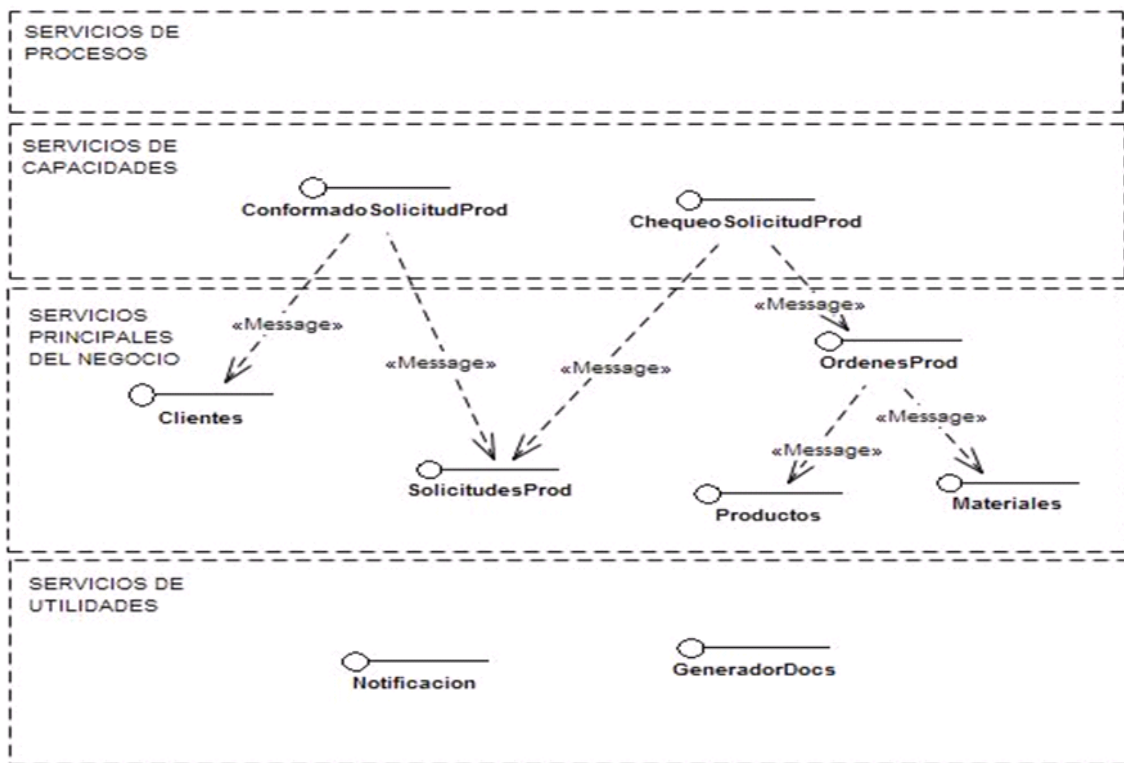 SERVICIOS DE
PROCESOS
SERVICIOS DE
CAPACIDADES
ConformadoSolicitudProd
ChequeoSolicitudProd
SERVICIOS
PRINCIPALES
DEL NEGOCIO
«Message»
«Message»
«Message»
«Message»
OrdenesProd
Clientes
«Message»
«Message»
SolicitudesProd
Productos
Materiales
SERVICIOS DE
UTILIDADES
Notificacion
GeneradorDocs